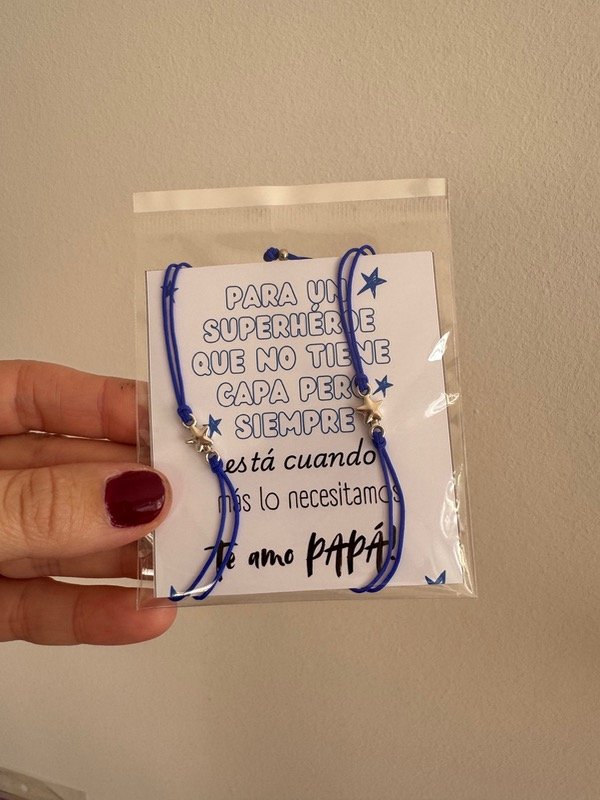 PARA UN
SUPERHÉROE
QUE NO TIENE
CAPA PERO
SIEMPRE
está cuando
más lo necesitamos
Te amo PAPÁ!